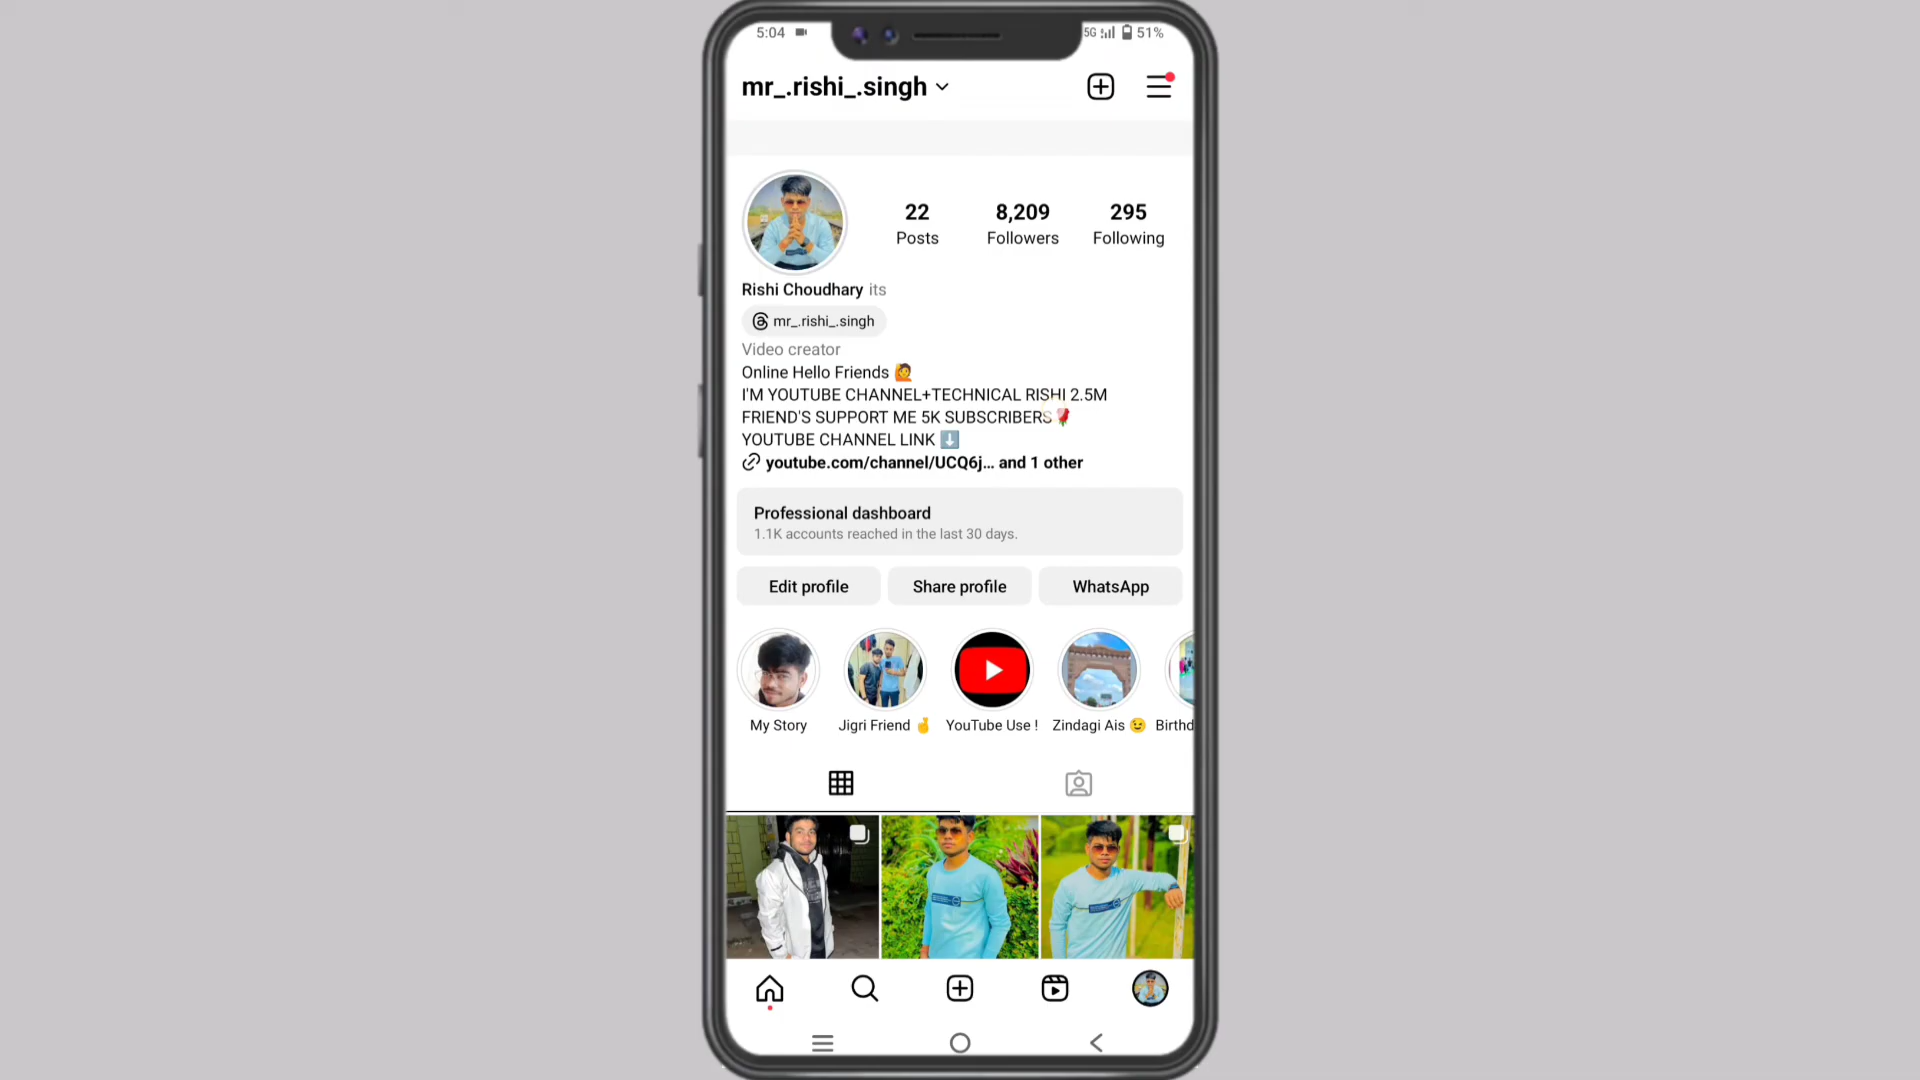 5:04 5G 51%
mr_.rishi_.singh
22 8,209 295
Posts Followers Following
Rishi Choudhary its
mr_.rishi_.singh
Video creator
Online Hello Friends 🙋
I'M YOUTUBE CHANNEL+TECHNICAL RISHI 2.5M
FRIEND'S SUPPORT ME 5K SUBSCRIBERS🌹
YOUTUBE CHANNEL LINK ⬇️
youtube.com/channel/UCQ6j... and 1 other
Professional dashboard
1.1K accounts reached in the last 30 days.
Edit profile Share profile WhatsApp
My Story Jigri Friend 🤞 YouTube Use ! Zindagi Ais 😉 Birthd